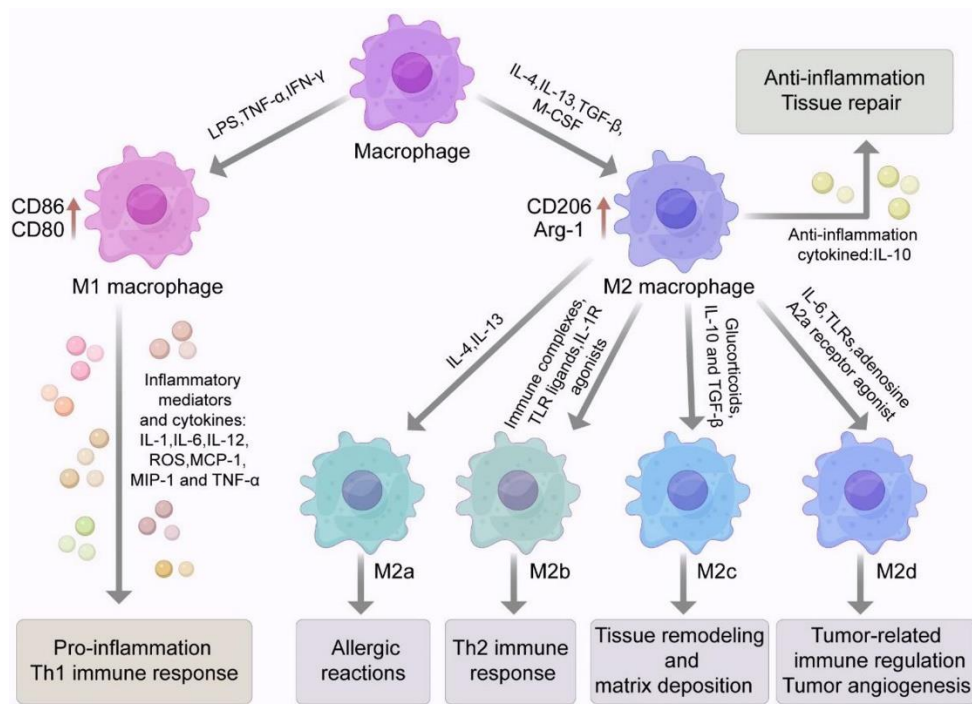 LPS,TNF-α,IFN-γ
Macrophage
IL-4,IL-13,TGF-β,
M-CSF
Anti-inflammation
Tissue repair
CD86
CD80
M1 macrophage
CD206
Arg-1
M2 macrophage
Anti-inflammation
cytokined:IL-10
Inflammatory
mediators
and cytokines:
IL-1,IL-6,IL-12,
ROS,MCP-1,
MIP-1 and TNF-α
IL-4,IL-13
Immune complexes,
TLR ligands,IL-1R
agonists
Glucorticoids,
IL-10 and TGF-β
IL-6,TLRs,adenosine
A2a receptor agonist
M2a
M2b
M2c
M2d
Pro-inflammation
Th1 immune response
Allergic
reactions
Th2 immune
response
Tissue remodeling
and
matrix deposition
Tumor-related
immune regulation
Tumor angiogenesis